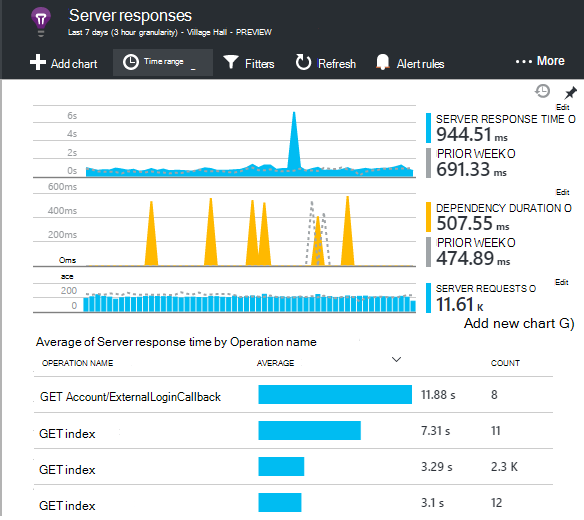 Server responses
Last 7 days (3 hour granularity) - Village Hall - PREVIEW
Add chart
Time range
Fitters
Refresh
Alert rules
More
Edit
6s
4s
2s
0s
SERVER RESPONSE TIME O
944.51 ms
PRIOR WEEK O
691.33 ms
Edit
600ms
400ms
200ms
0ms
DEPENDENCY DURATION O
507.55 ms
PRIOR WEEK O
474.89 ms
Edit
ace
200
0
SERVER REQUESTS O
11.61 K
Add new chart G)
Average of Server response time by Operation name
OPERATION NAME AVERAGE COUNT
GET Account/ExternalLoginCallback 11.88 s 8
GET index 7.31 s 11
GET index 3.29 s 2.3 K
GET index 3.1 s 12